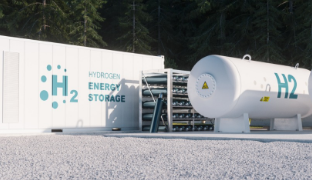 H2
HYDROGEN
ENERGY
STORAGE
H2